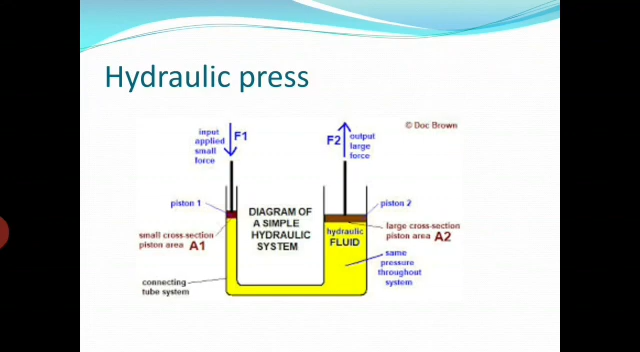 Hydraulic press
© Doc Brown
input
applied
small
force
F1
F2
output
large
force
piston 1
piston 2
DIAGRAM OF
A SIMPLE
HYDRAULIC
SYSTEM
small cross-section
piston area A1
hydraulic
FLUID
large cross-section
piston area A2
same
pressure
throughout
system
connecting
tube system